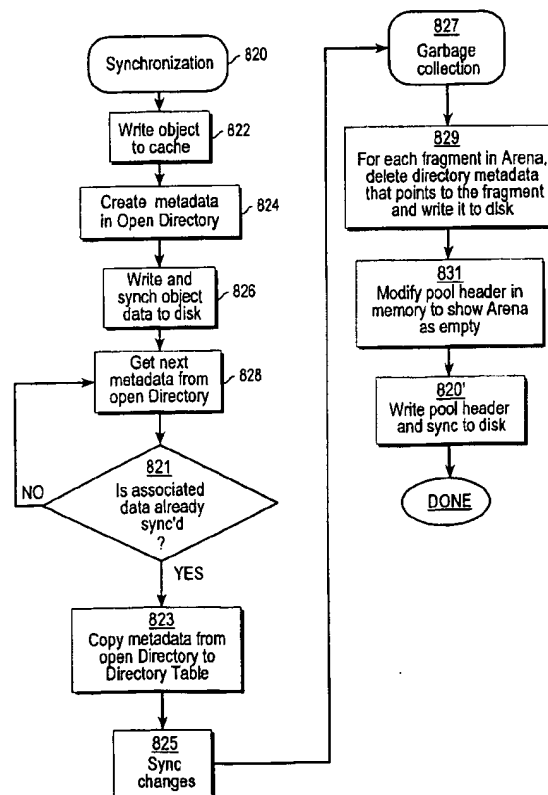 Synchronization
820
Write object
to cache
822
Create metadata
in Open Directory
824
Write and
synch object
data to disk
826
Get next
metadata from
open Directory
828
821
Is associated
data already
sync'd
?
NO
YES
823
Copy metadata from
open Directory to
Directory Table
825
Sync
changes
827
Garbage
collection
829
For each fragment in Arena,
delete directory metadata
that points to the fragment
and write it to disk
831
Modify pool header in
memory to show Arena
as empty
820'
Write pool header
and sync to disk
DONE